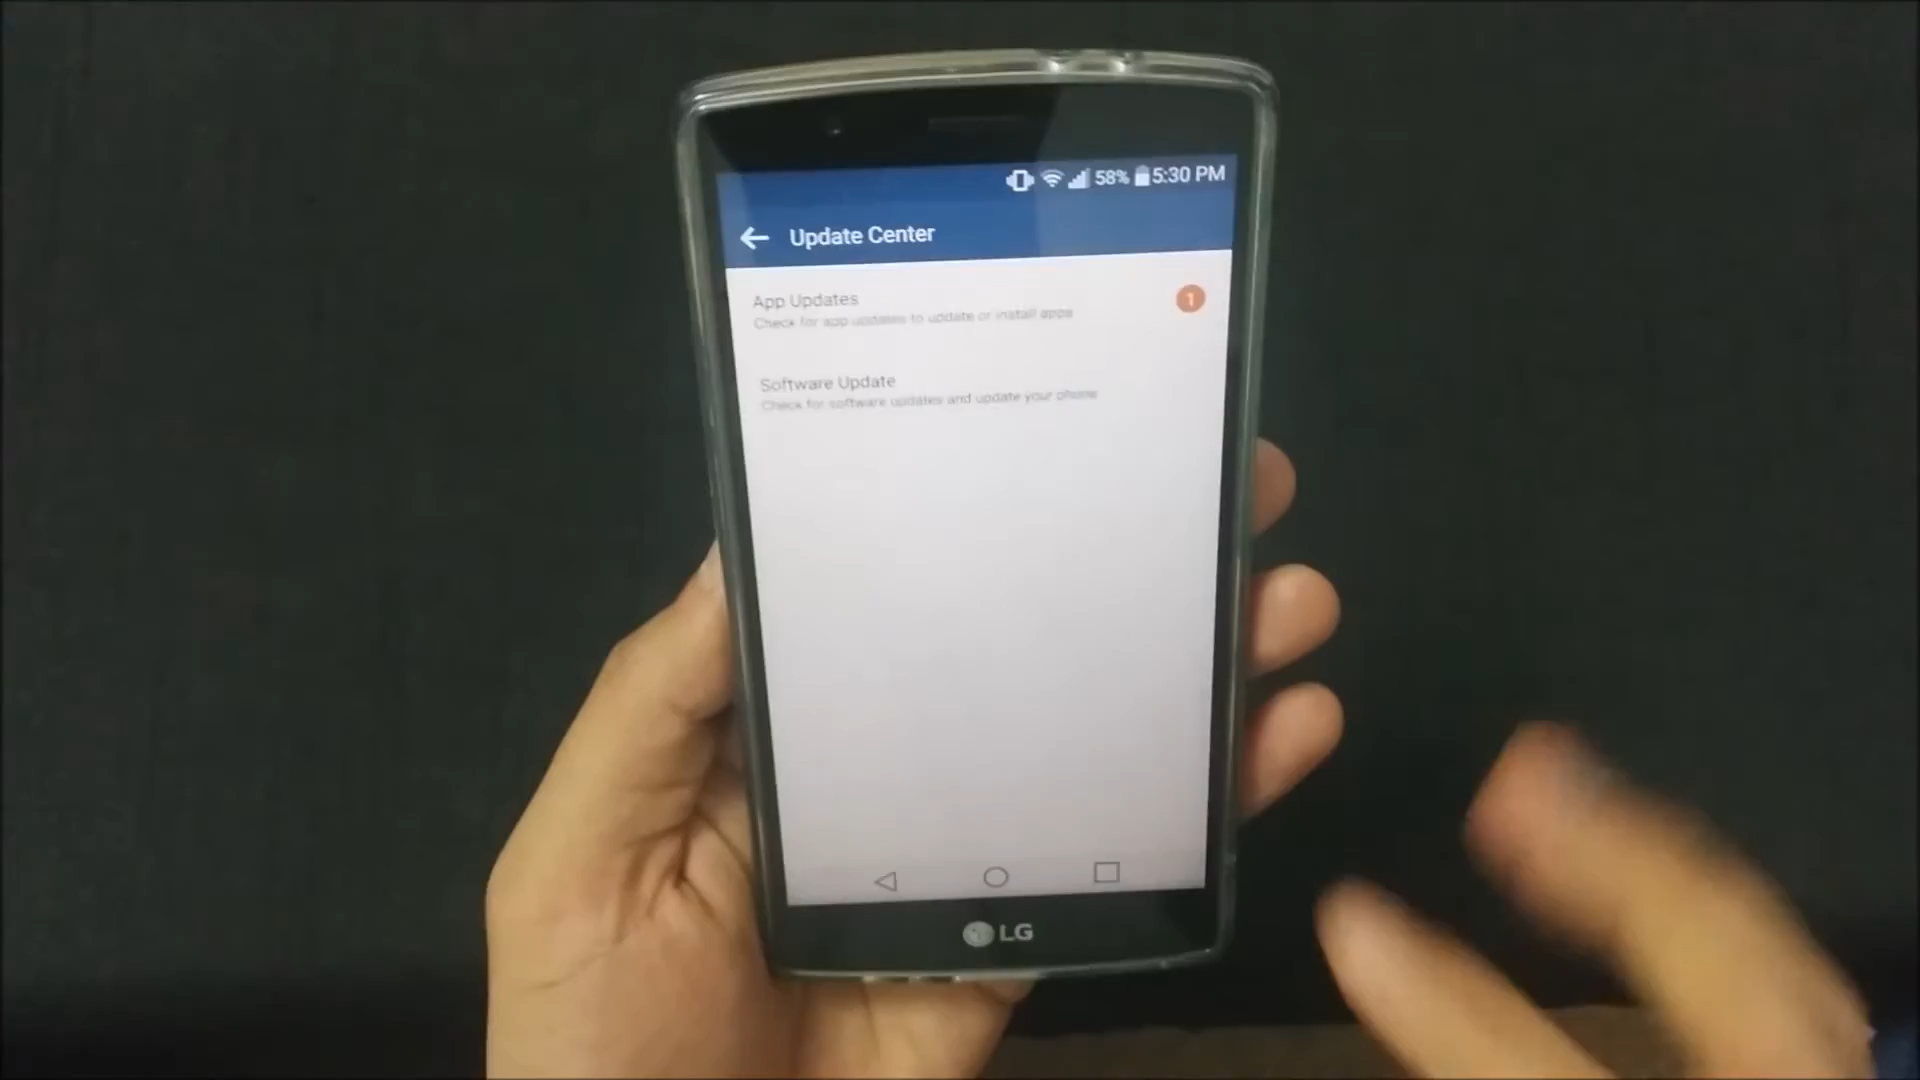 58% 5:30 PM
Update Center
App Updates
1
Check for app updates to update or install apps
Software Update
Check for software updates and update your phone
LG